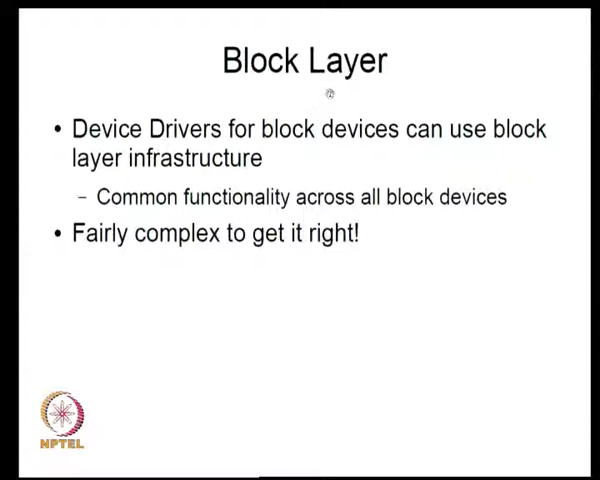 Block Layer
• Device Drivers for block devices can use block
layer infrastructure
– Common functionality across all block devices
• Fairly complex to get it right!
NPTEL